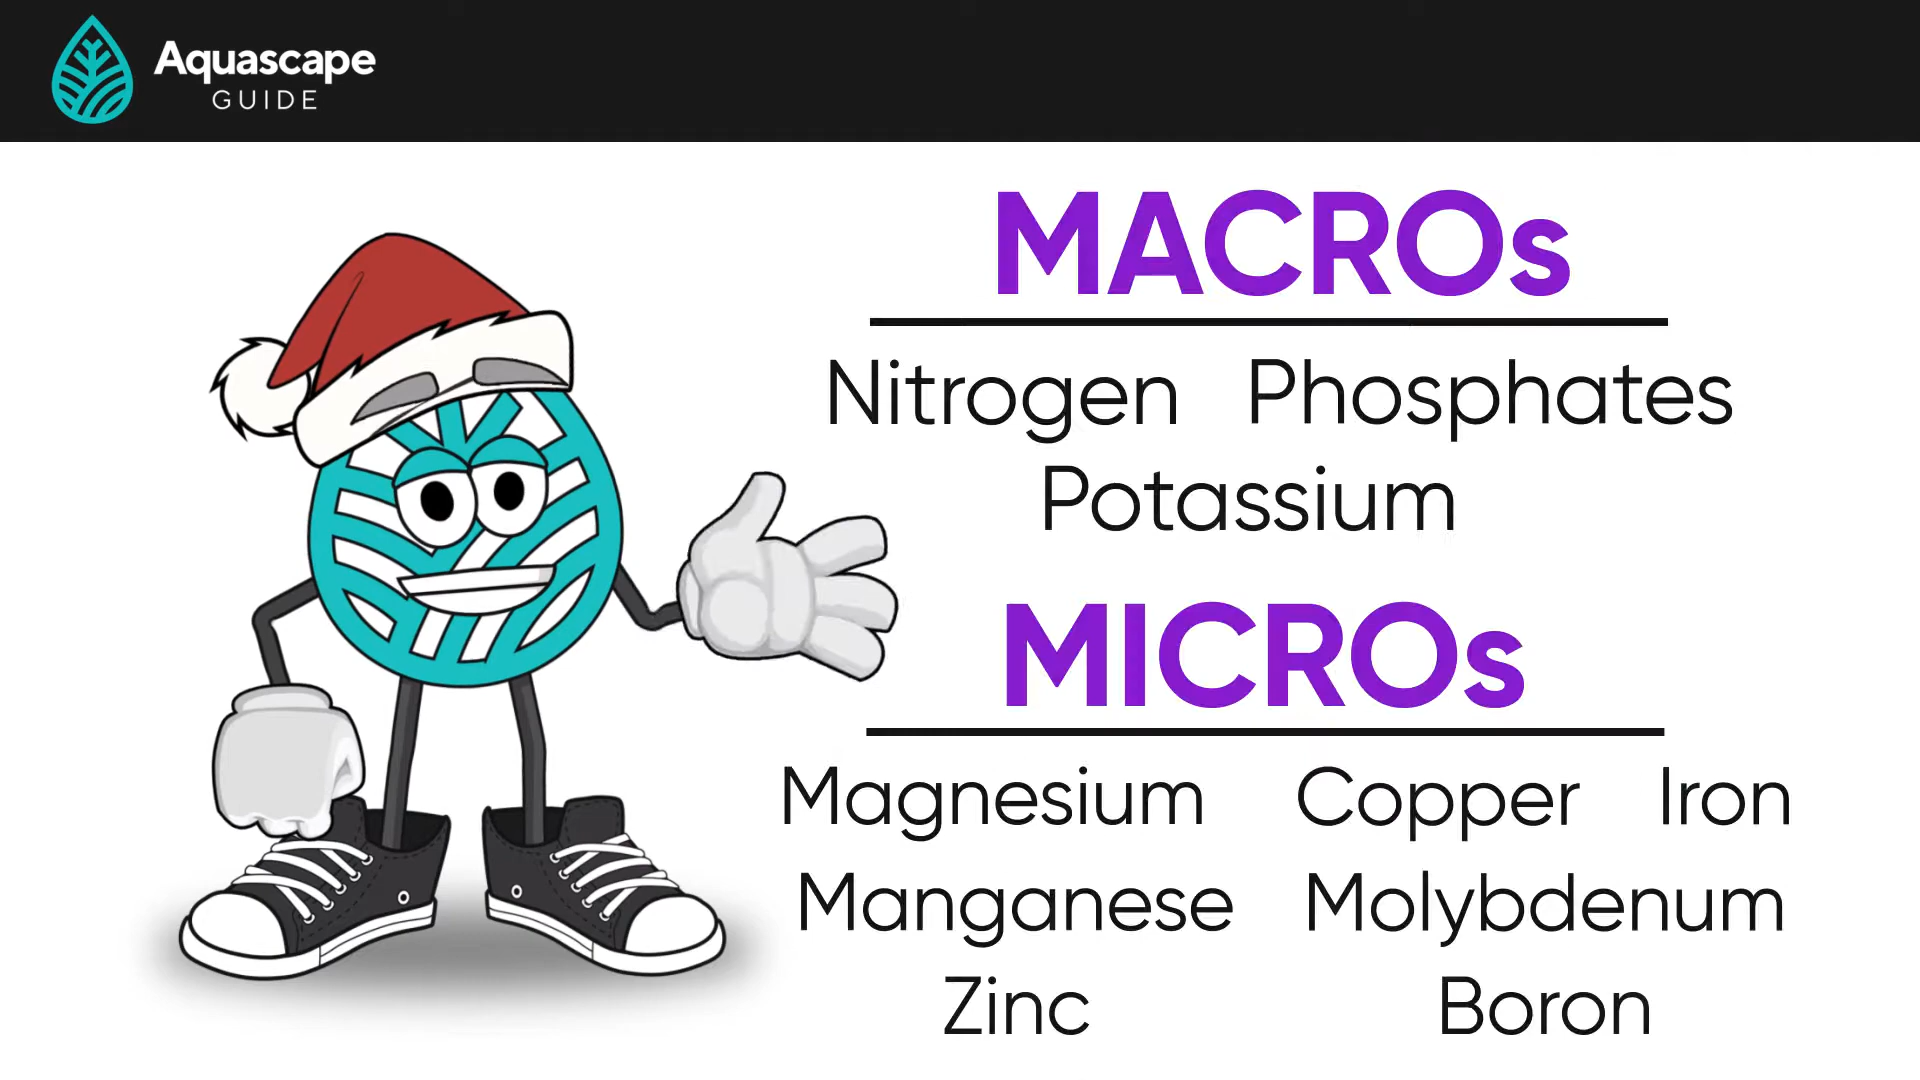 Aquascape
GUIDE
MACROs
Nitrogen Phosphates
Potassium
MICROs
Magnesium Copper Iron
Manganese Molybdenum
Zinc Boron